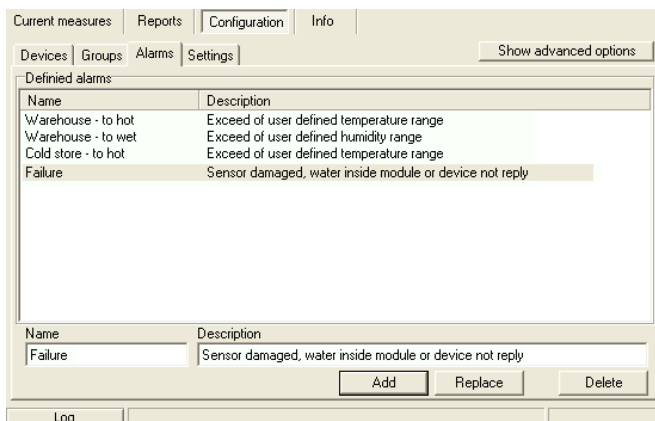 Current measures Reports Configuration Info
Devices Groups Alarms Settings Show advanced options
Definied alarms
Name Description
Warehouse - to hot Exceed of user defined temperature range
Warehouse - to wet Exceed of user defined humidity range
Cold store - to hot Exceed of user defined temperature range
Failure Sensor damaged, water inside module or device not reply
Name Description
Failure Sensor damaged, water inside module or device not reply
Add Replace Delete
Log